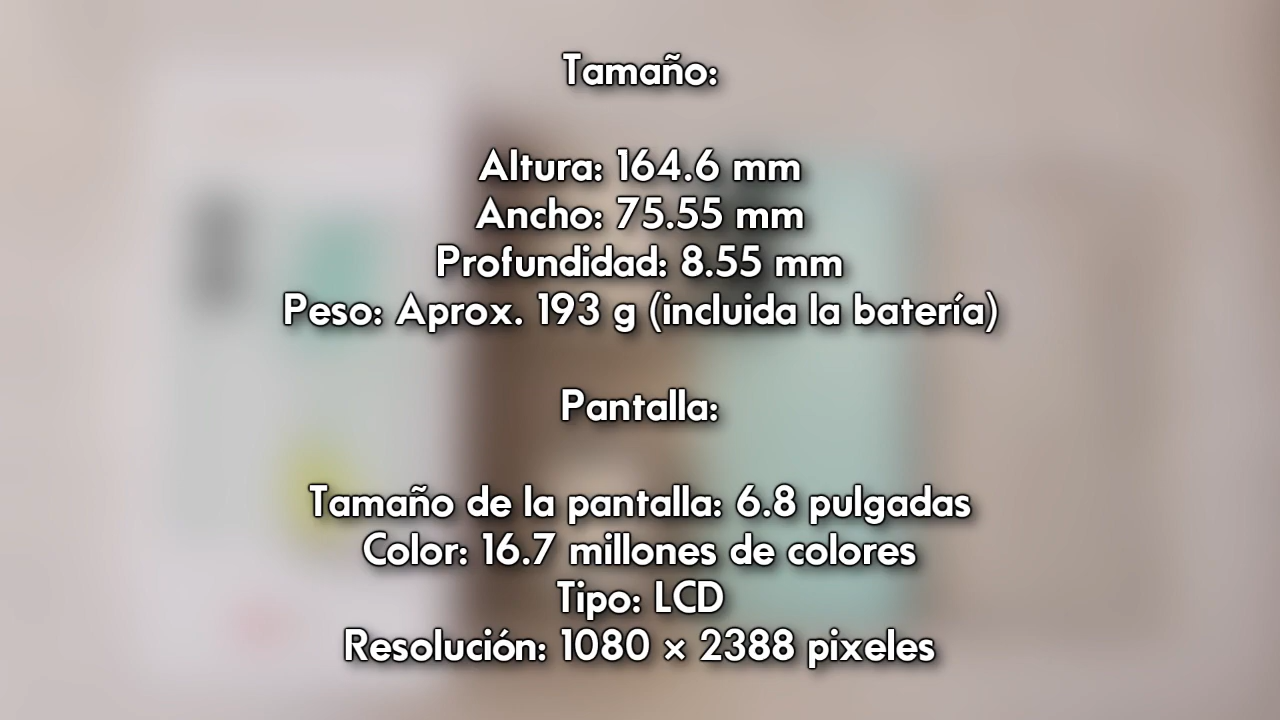 Tamaño:
Altura: 164.6 mm
Ancho: 75.55 mm
Profundidad: 8.55 mm
Peso: Aprox. 193 g (incluida la batería)
Pantalla:
Tamaño de la pantalla: 6.8 pulgadas
Color: 16.7 millones de colores
Tipo: LCD
Resolución: 1080 × 2388 pixeles